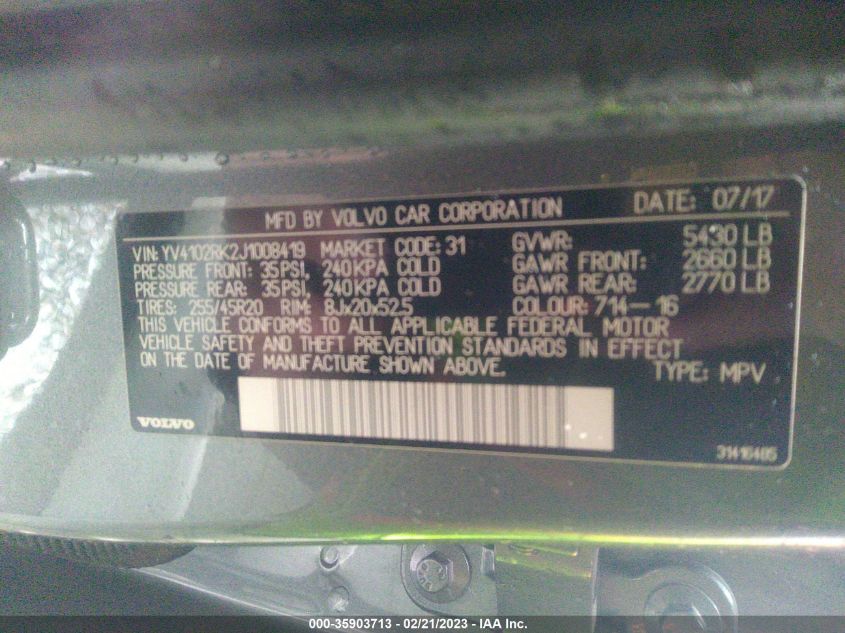 MFD BY VOLVO CAR CORPORATION DATE: 07/17
VIN: YV4102RK2J1008419 MARKET CODE: 31 GVWR: 5430 LB
PRESSURE FRONT: 35PSI, 240KPA COLD GAWR FRONT: 2660 LB
PRESSURE REAR: 35PSI, 240KPA COLD GAWR REAR: 2770 LB
TIRES: 255/45R20 RIM: 8Jx20x52.5 COLOUR: 714-16
THIS VEHICLE CONFORMS TO ALL APPLICABLE FEDERAL MOTOR
VEHICLE SAFETY AND THEFT PREVENTION STANDARDS IN EFFECT
ON THE DATE OF MANUFACTURE SHOWN ABOVE. TYPE: MPV
VOLVO 31416485
000-35903713 - 02/21/2023 - IAA Inc.